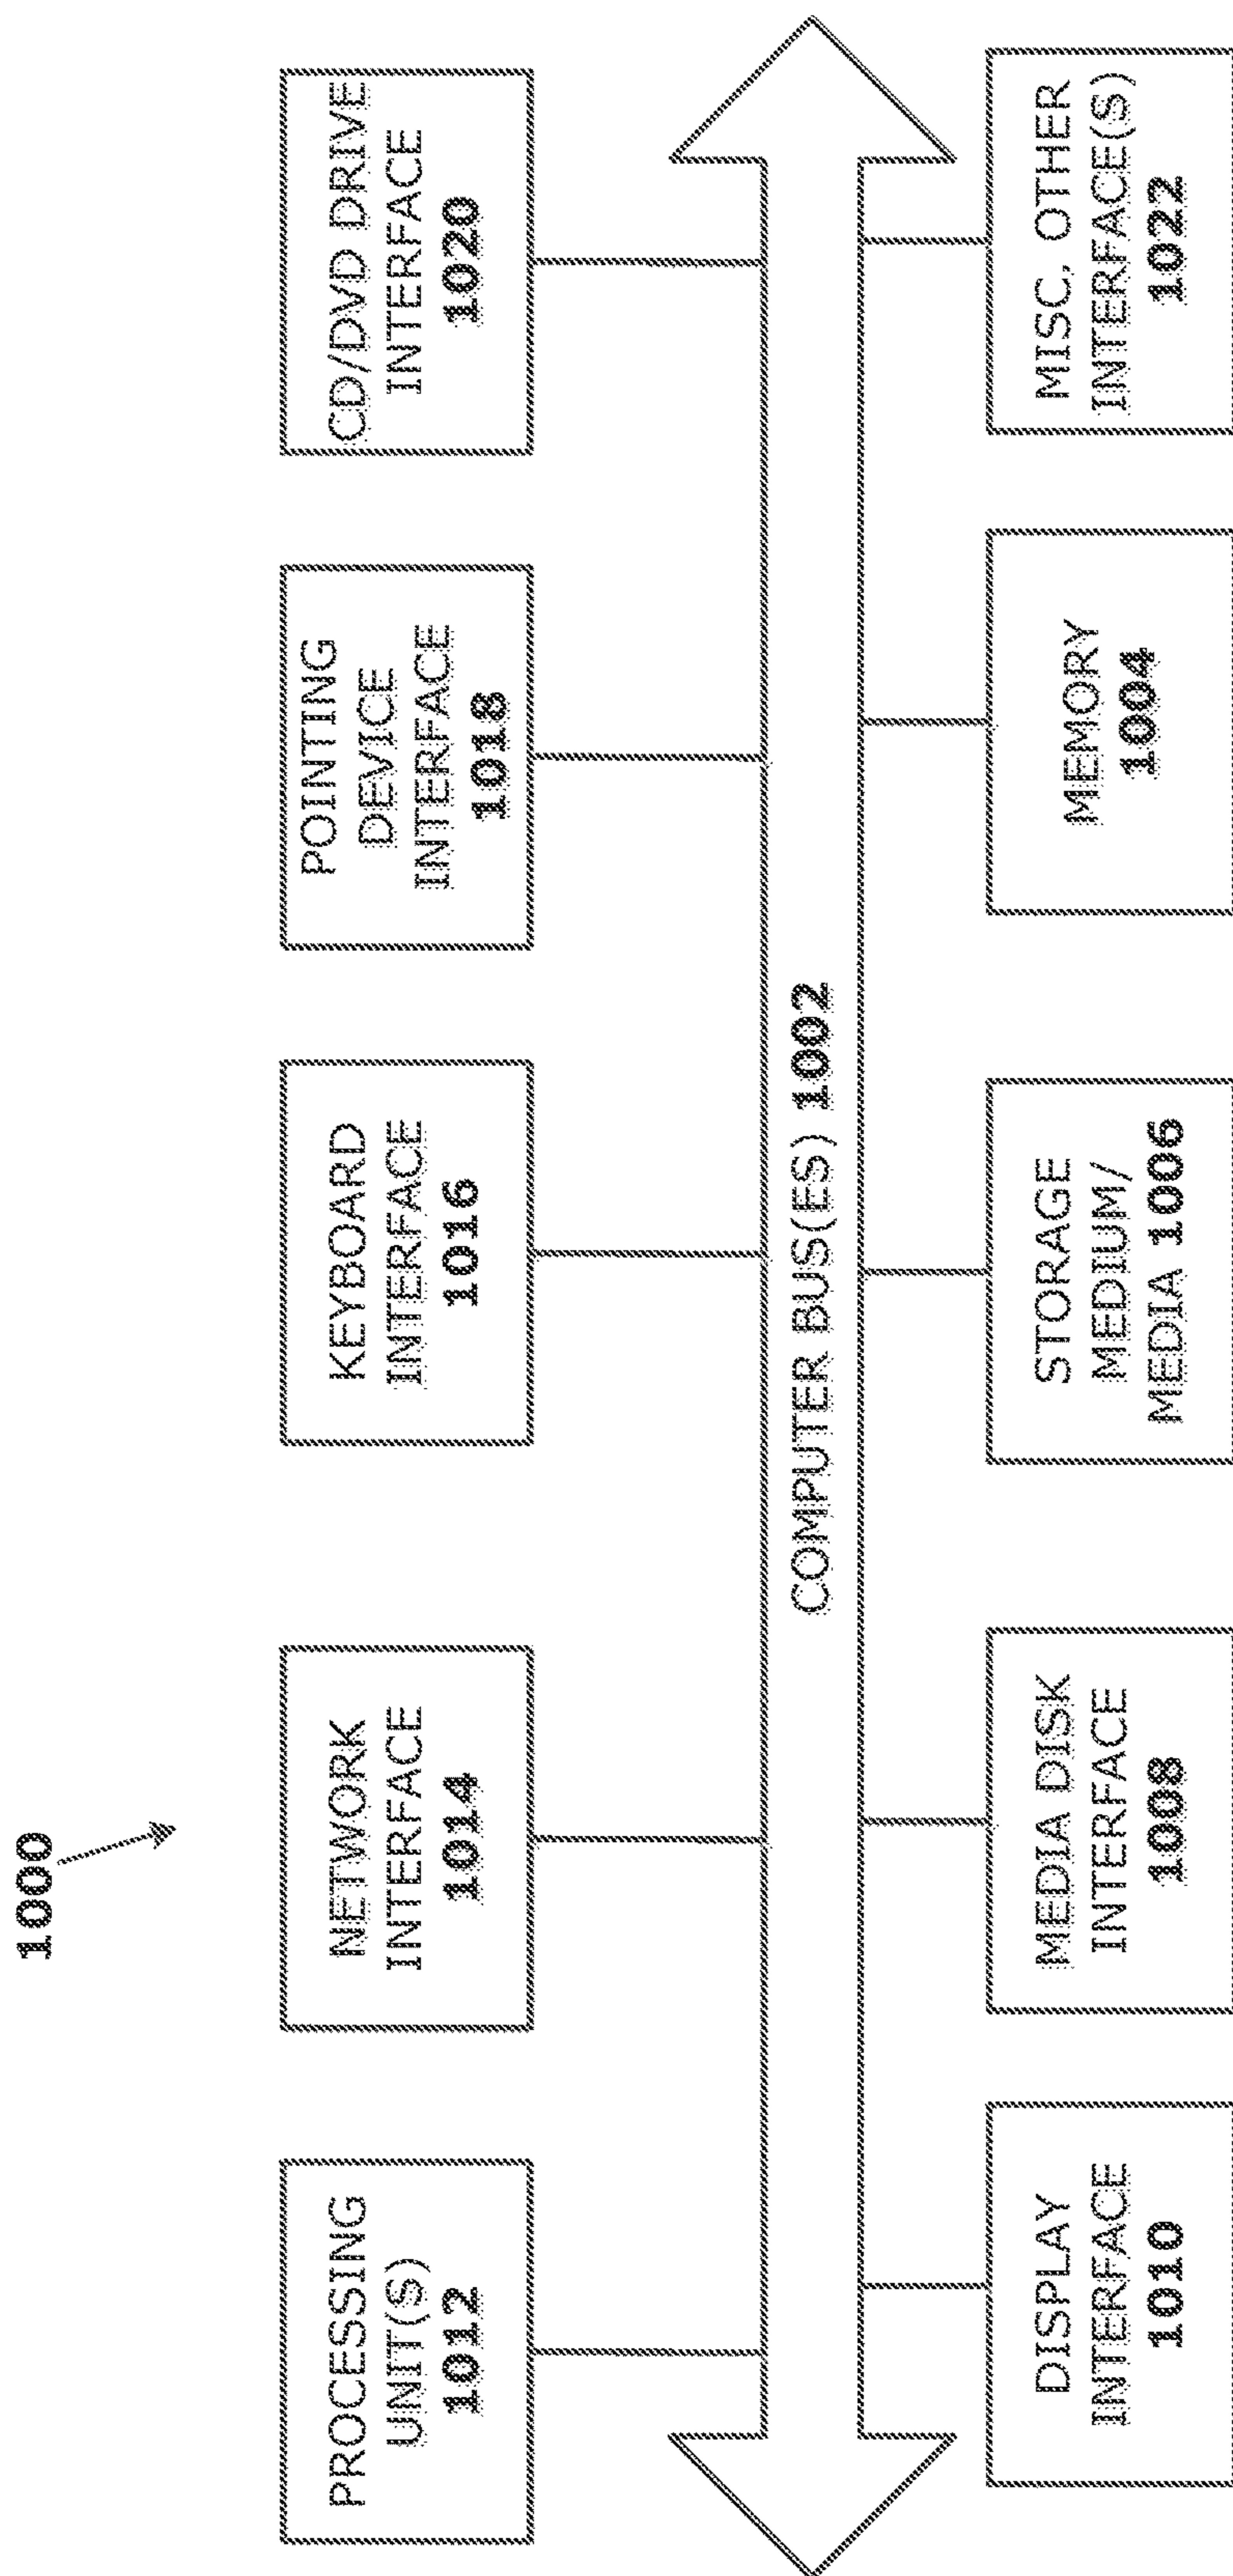 1000
PROCESSING
UNIT(S)
1012
NETWORK
INTERFACE
1014
KEYBOARD
INTERFACE
1016
POINTING
DEVICE
INTERFACE
1018
CD/DVD DRIVE
INTERFACE
1020
COMPUTER BUS(ES) 1002
DISPLAY
INTERFACE
1010
MEDIA DISK
INTERFACE
1008
STORAGE
MEDIUM/
MEDIA 1006
MEMORY
1004
MISC. OTHER
INTERFACE(S)
1022